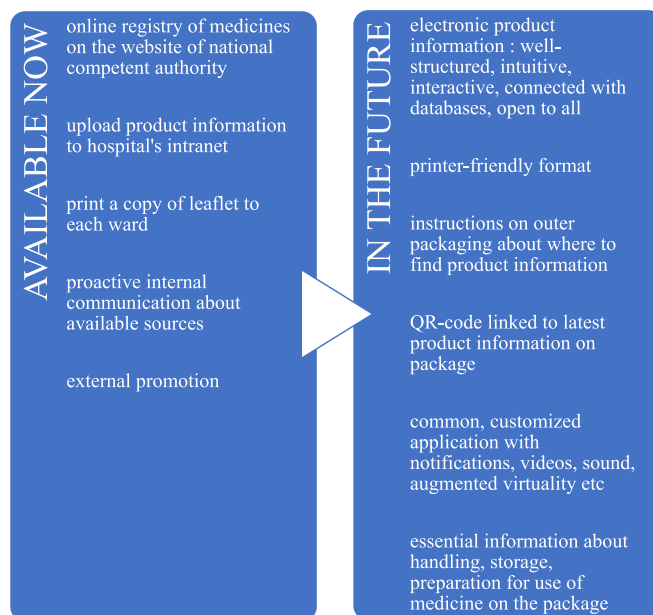 AVAILABLE NOW
online registry of medicines
on the website of national
competent authority
upload product information
to hospital's intranet
print a copy of leaflet to
each ward
proactive internal
communication about
available sources
external promotion
IN THE FUTURE
electronic product
information : well-
structured, intuitive,
interactive, connected with
databases, open to all
printer-friendly format
instructions on outer
packaging about where to
find product information
QR-code linked to latest
product information on
package
common, customized
application with
notifications, videos, sound,
augmented virtuality etc
essential information about
handling, storage,
preparation for use of
medicine on the package